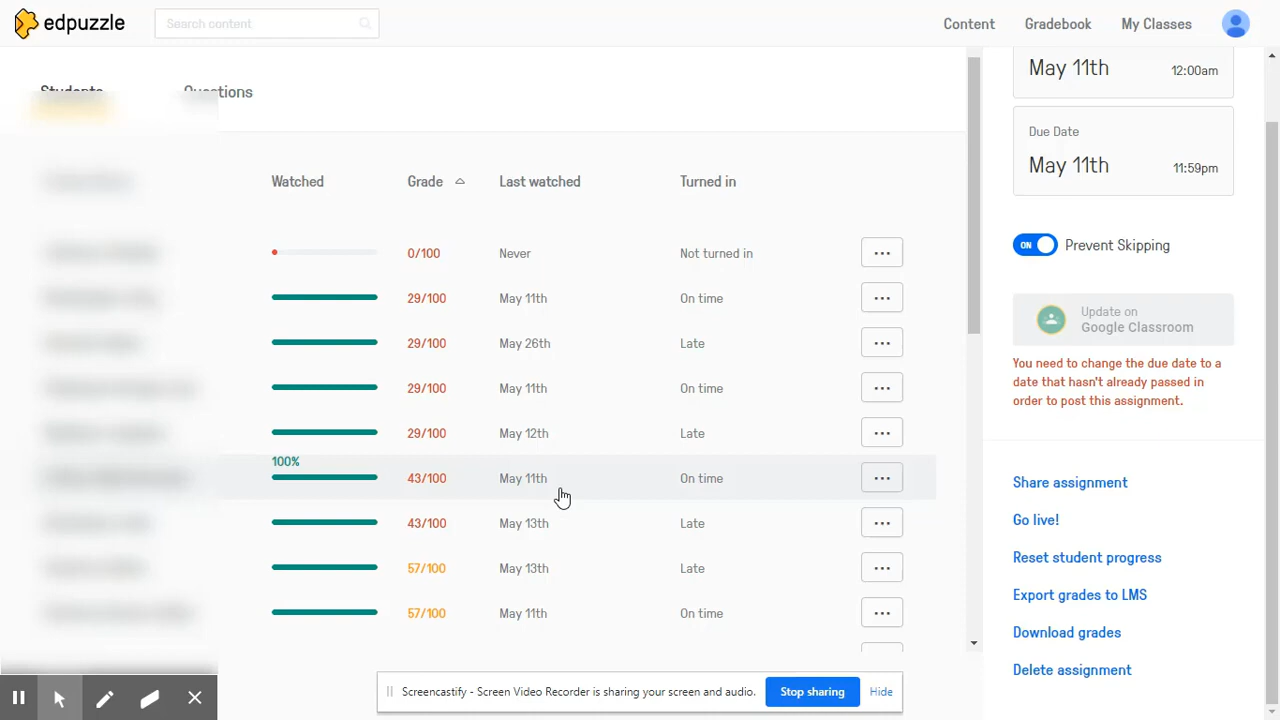 edpuzzle
Search content
Content
Gradebook
My Classes
Students
Questions
Watched
Grade
Last watched
Turned in
0/100
Never
Not turned in
29/100
May 11th
On time
29/100
May 26th
Late
29/100
May 11th
On time
29/100
May 12th
Late
100%
43/100
May 11th
On time
43/100
May 13th
Late
57/100
May 13th
Late
57/100
May 11th
On time
May 11th
12:00am
Due Date
May 11th
11:59pm
ON
Prevent Skipping
Update on
Google Classroom
You need to change the due date to a
date that hasn't already passed in
order to post this assignment.
Share assignment
Go live!
Reset student progress
Export grades to LMS
Download grades
Delete assignment
Screencastify - Screen Video Recorder is sharing your screen and audio.
Stop sharing
Hide